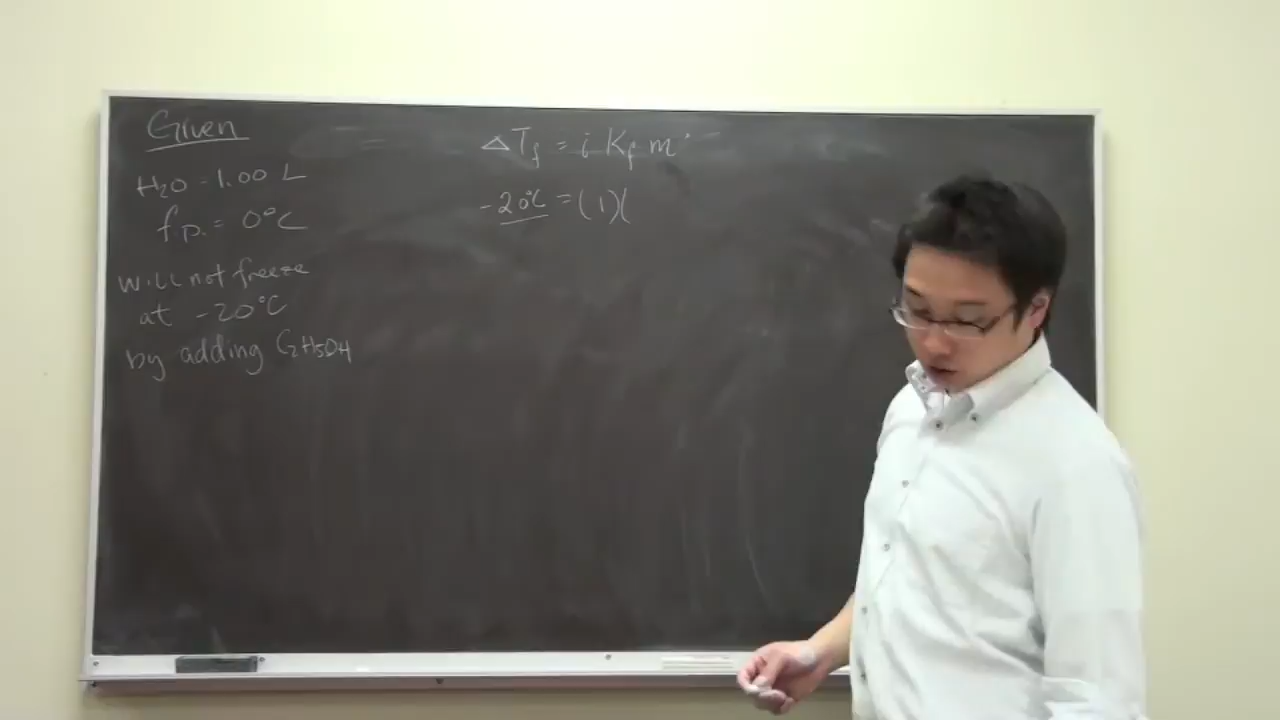 Given
H2O - 1.00 L
f.p. = 0°C
will not freeze
at -20°C
by adding C2H5OH
ΔTf = i Kf m
-20°C = (1)(